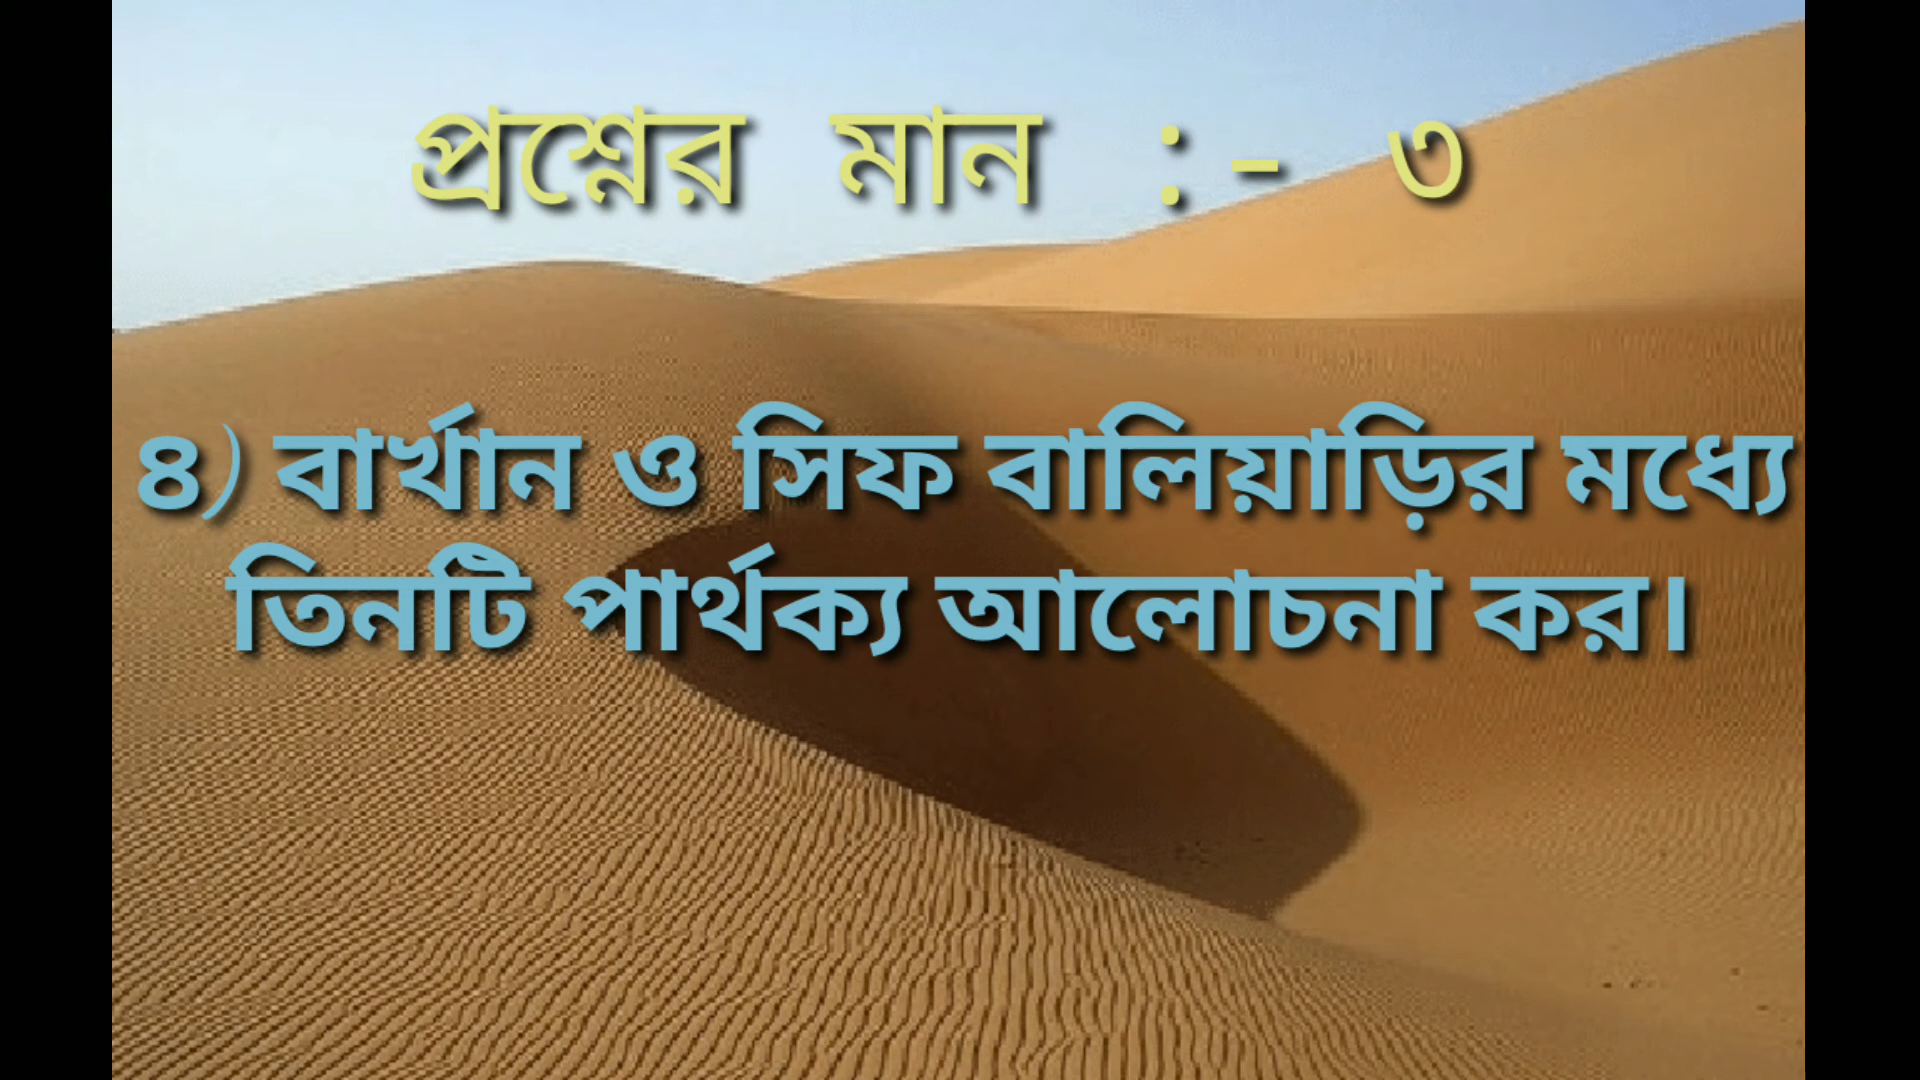 প্রশ্নের মান :- ৩
৪) বার্খান ও সিফ বালিয়াড়ির মধ্যে
তিনটি পার্থক্য আলোচনা কর।